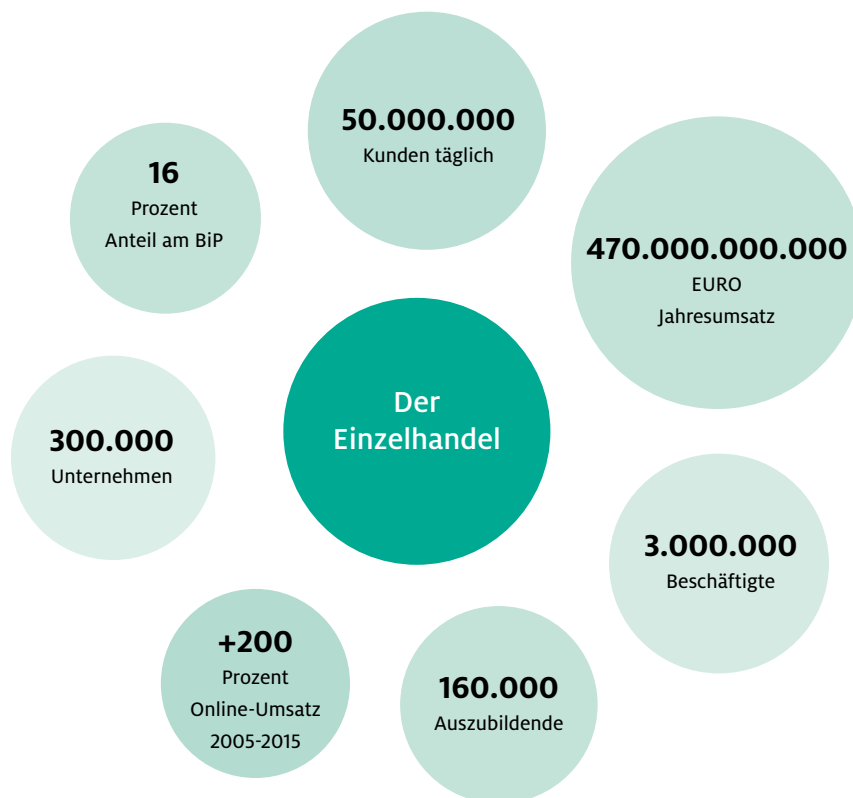 50.000.000
Kunden täglich
16
Prozent
Anteil am BiP
470.000.000.000
EURO
Jahresumsatz
Der
Einzelhandel
300.000
Unternehmen
3.000.000
Beschäftigte
+200
Prozent
Online-Umsatz
2005-2015
160.000
Auszubildende